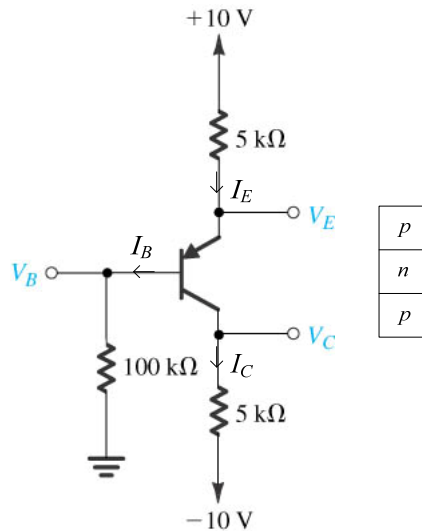 +10 V
5 kΩ
I_E
V_E
p
I_B
n
V_B
p
V_C
100 kΩ
I_C
5 kΩ
−10 V